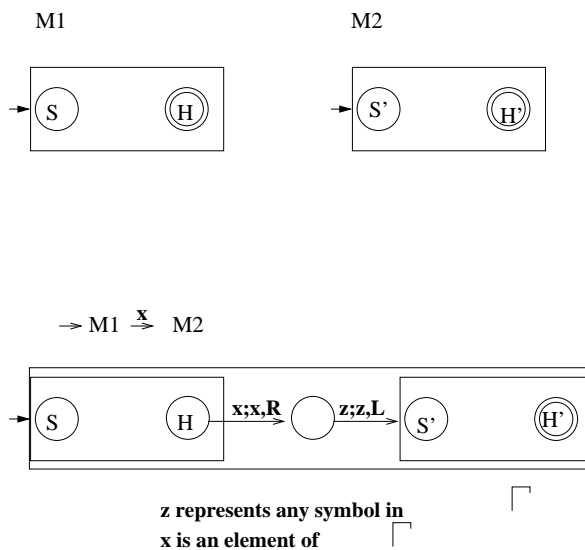 M1 M2
S H S’ H’
M1 x M2
S H x;x,R z;z,L S’ H’
z represents any symbol in Γ
x is an element of Γ